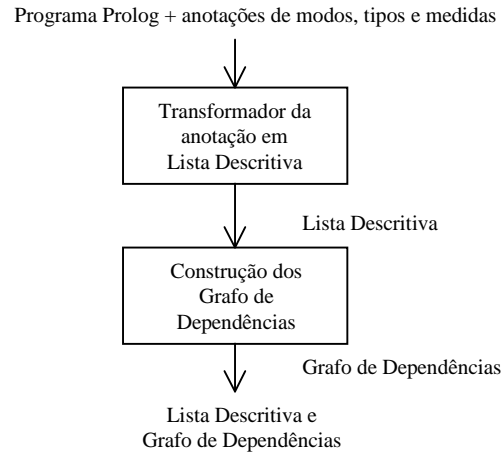 Programa Prolog + anotações de modos, tipos e medidas
Transformador da
anotação em
Lista Descritiva
Lista Descritiva
Construção dos
Grafo de
Dependências
Grafo de Dependências
Lista Descritiva e
Grafo de Dependências